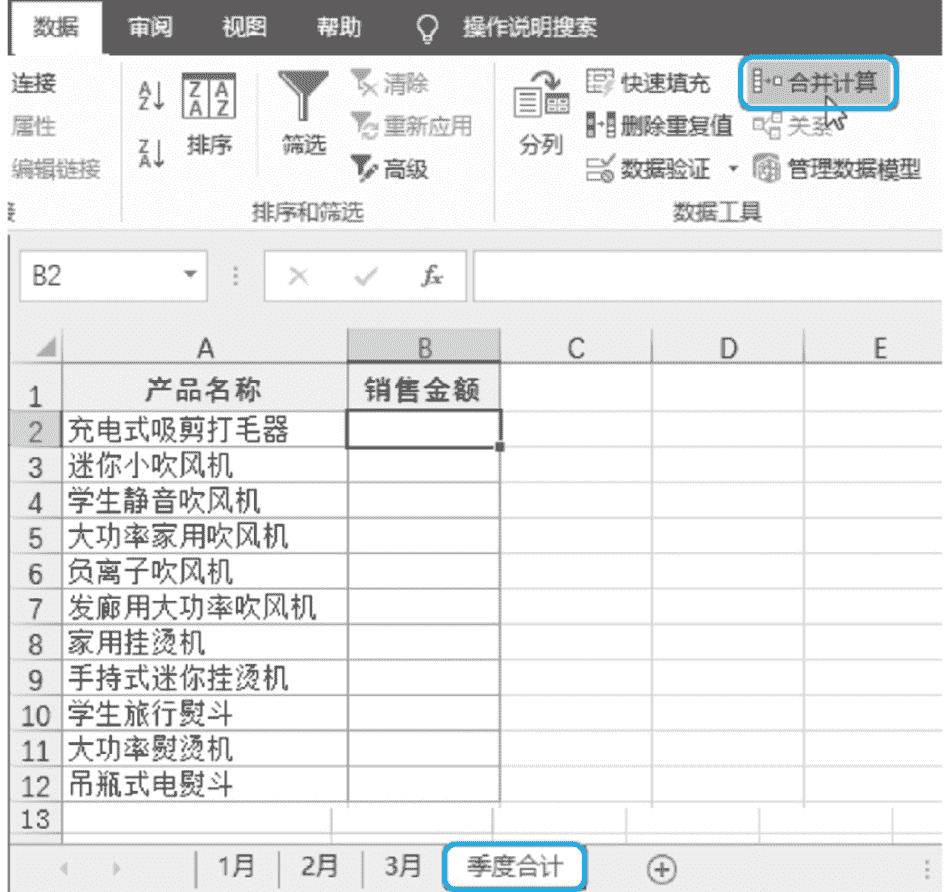 数据 审阅 视图 帮助 操作说明搜索
连接 清除 快速填充 合并计算
属性 排序 筛选 重新应用 分列 删除重复值 关系
编辑链接 高级 数据验证 管理数据模型
排序和筛选 数据工具
B2 fx
A B C D E
1 产品名称 销售金额
2 充电式吸剪打毛器
3 迷你小吹风机
4 学生静音吹风机
5 大功率家用吹风机
6 负离子吹风机
7 发廊用大功率吹风机
8 家用挂烫机
9 手持式迷你挂烫机
10 学生旅行熨斗
11 大功率熨烫机
12 吊瓶式电熨斗
13
1月 2月 3月 季度合计